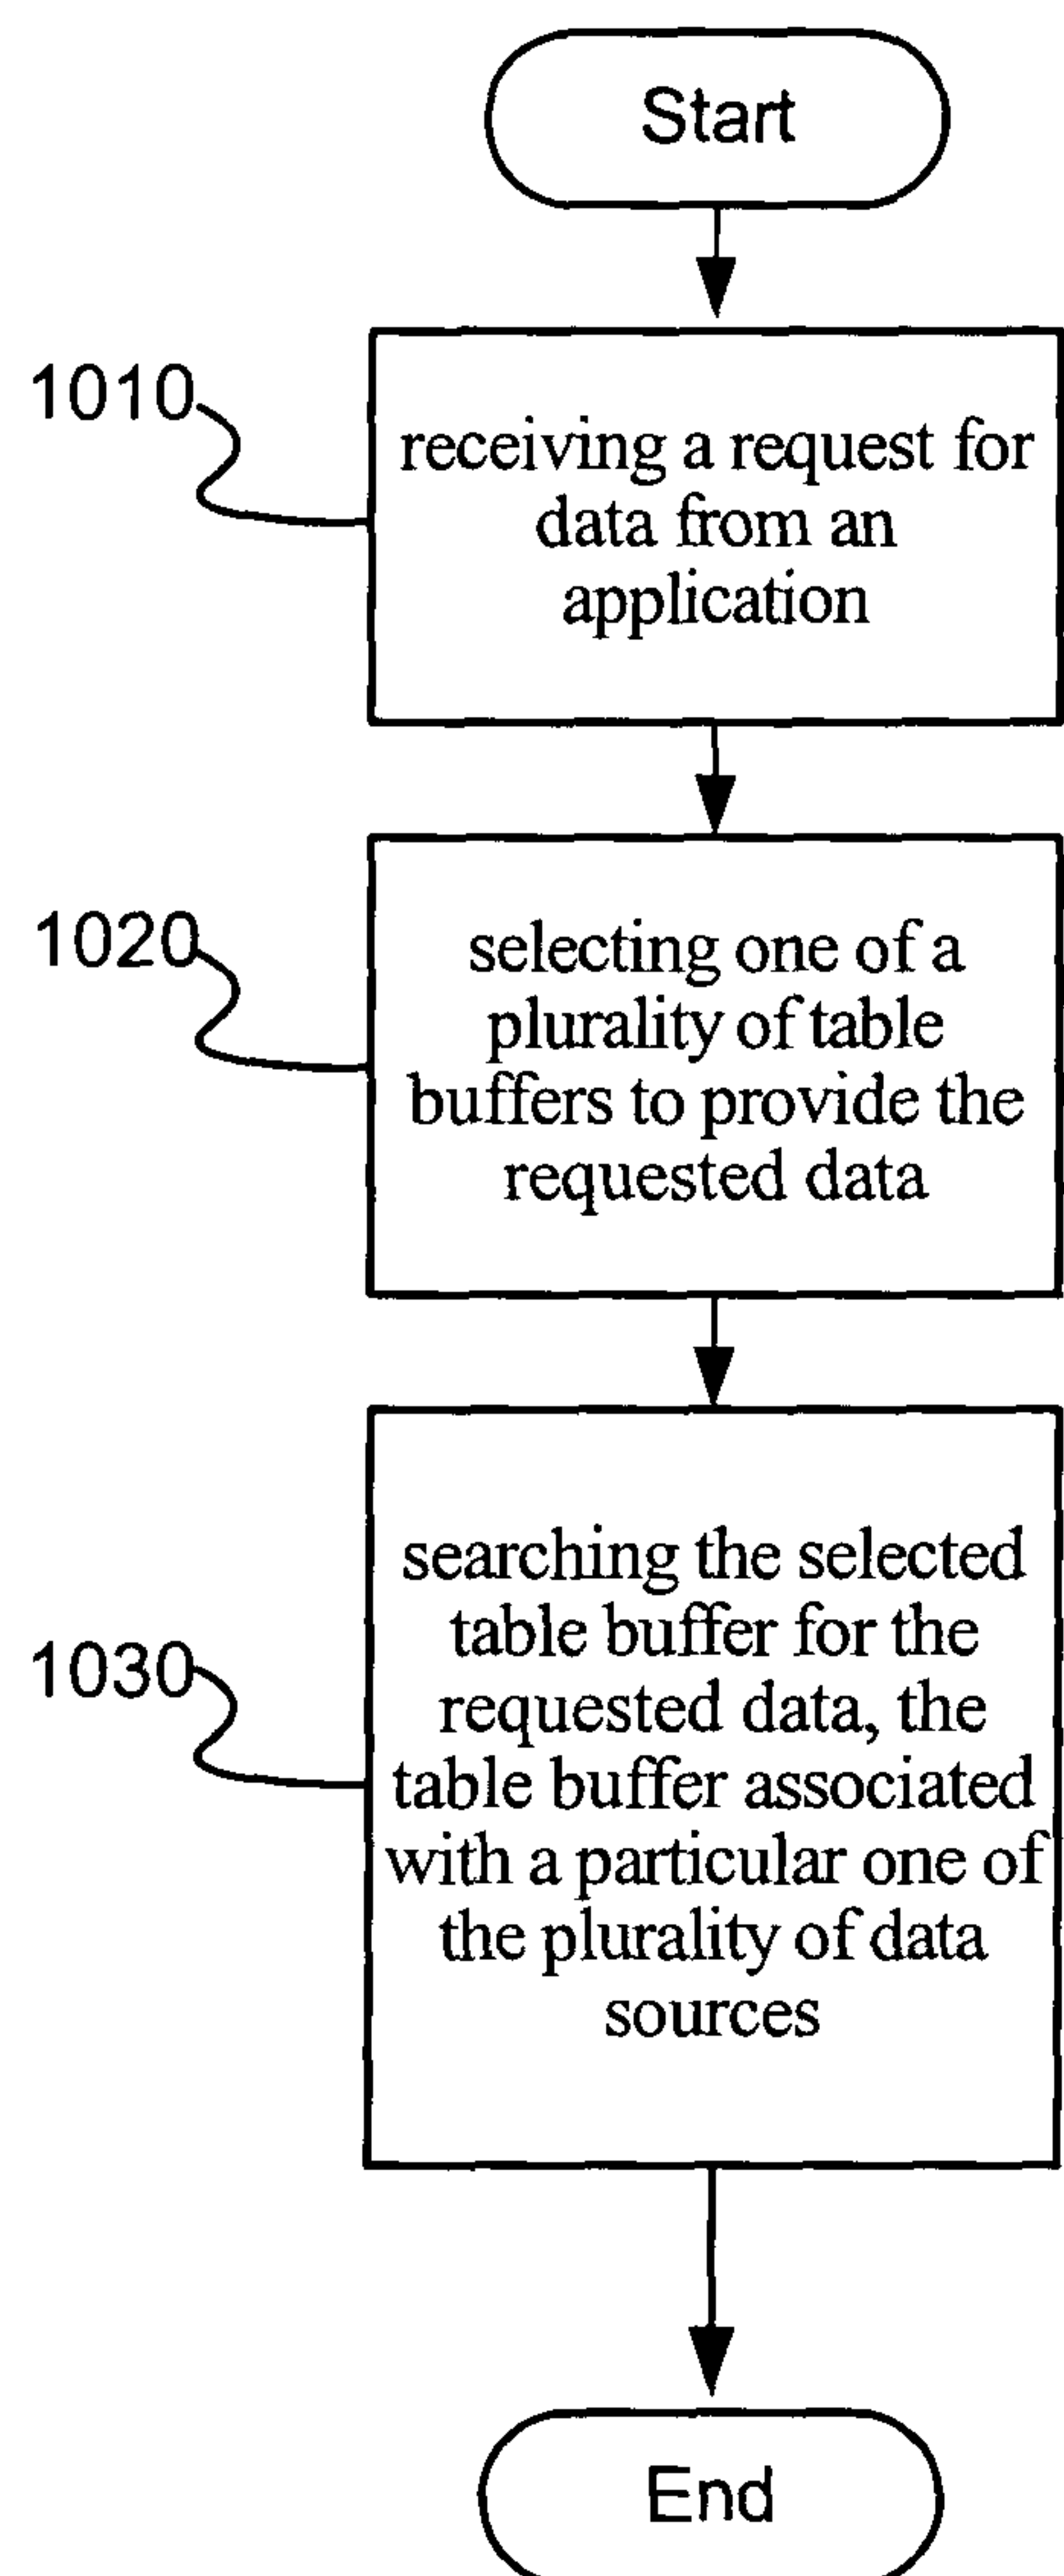 Start
1010
receiving a request for
data from an
application
1020
selecting one of a
plurality of table
buffers to provide the
requested data
1030
searching the selected
table buffer for the
requested data, the
table buffer associated
with a particular one of
the plurality of data
sources
End